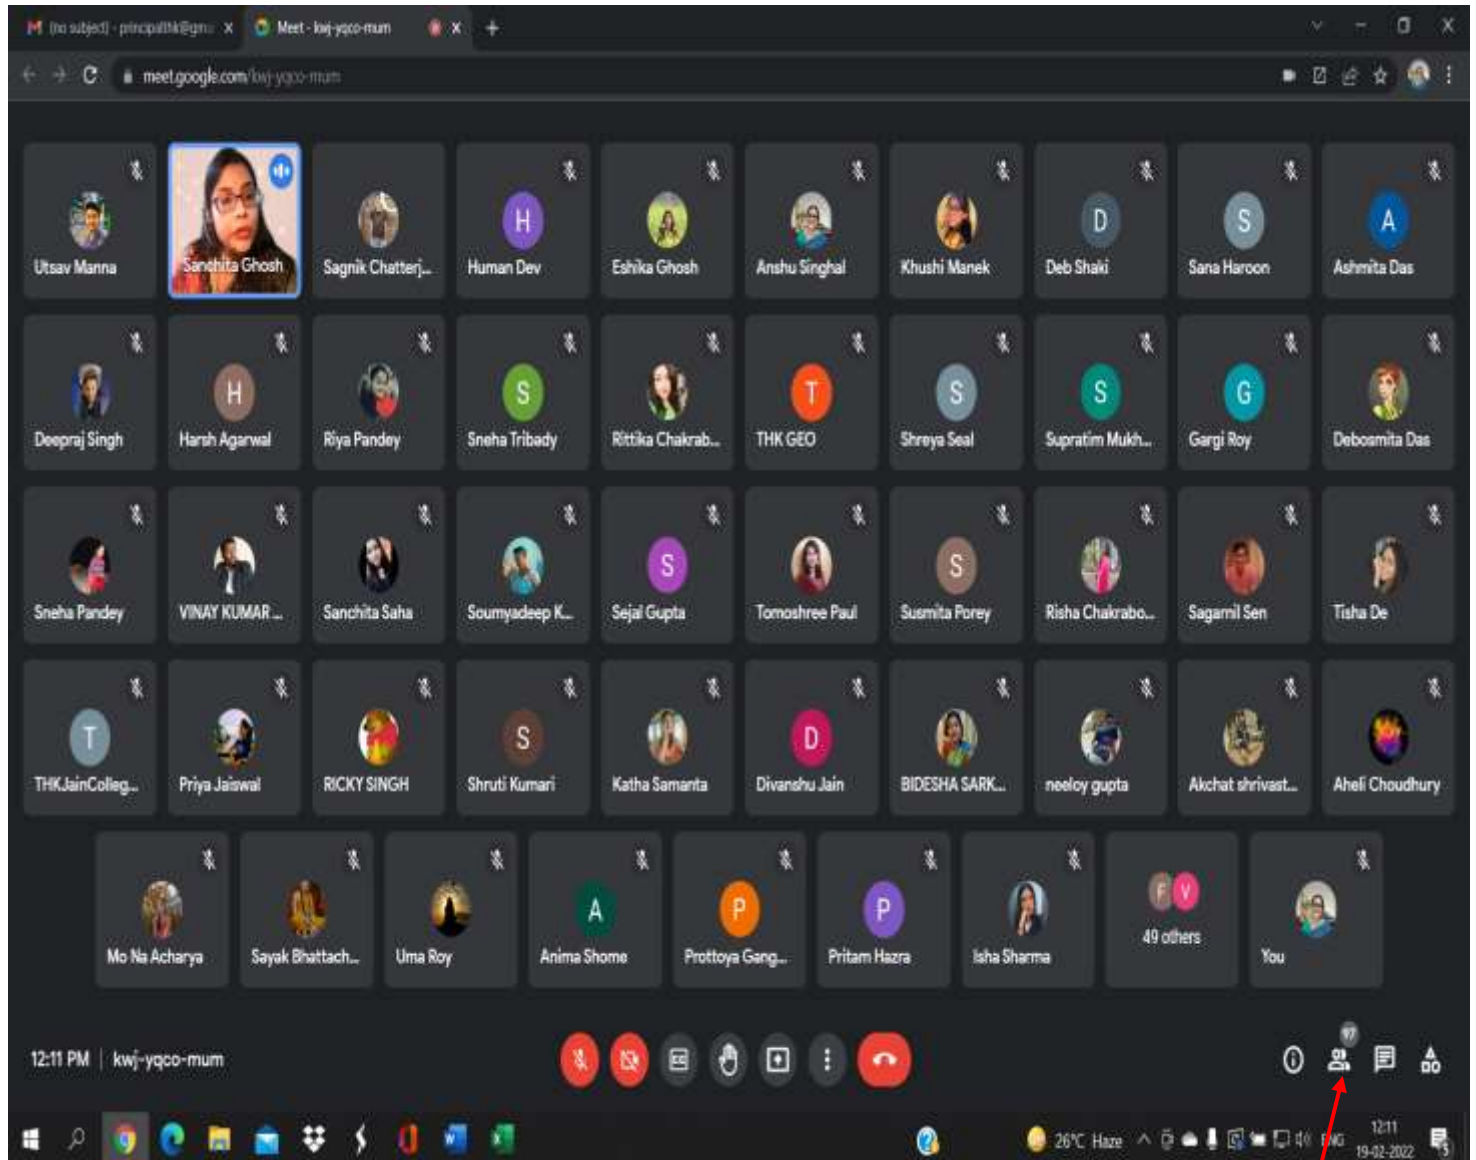 (no subject) - principalthk@gm
Meet - kwj-yqco-mum
meet.google.com/kwj-yqco-mum
Utsav Manna
Sanchita Ghosh
Sagnik Chatterj...
H
Human Dev
Eshika Ghosh
Anshu Singhal
Khushi Manek
D
Deb Shaki
S
Sana Haroon
A
Ashmita Das
Deepraj Singh
H
Harsh Agarwal
Riya Pandey
S
Sneha Tribady
Rittika Chakrab...
T
THK GEO
S
Shreya Seal
S
Supratim Mukh...
G
Gargi Roy
Debosmita Das
Sneha Pandey
VINAY KUMAR ...
Sanchita Saha
Soumyadeep K...
S
Sejal Gupta
Tomoshree Paul
S
Susmita Porey
Risha Chakrabo...
Sagarnil Sen
Tisha De
T
THKJainColleg...
Priya Jaiswal
RICKY SINGH
S
Shruti Kumari
Katha Samanta
D
Divanshu Jain
BIDESHA SARK...
neeloy gupta
Akchat shrivast...
Aheli Choudhury
Mo Na Acharya
Sayak Bhattach...
Uma Roy
A
Anima Shome
P
Prottoya Gang...
P
Pritam Hazra
Isha Sharma
F V
49 others
You
12:11 PM | kwj-yqco-mum
CC
97
26°C Haze
ENG
12:11
19-02-2022
5